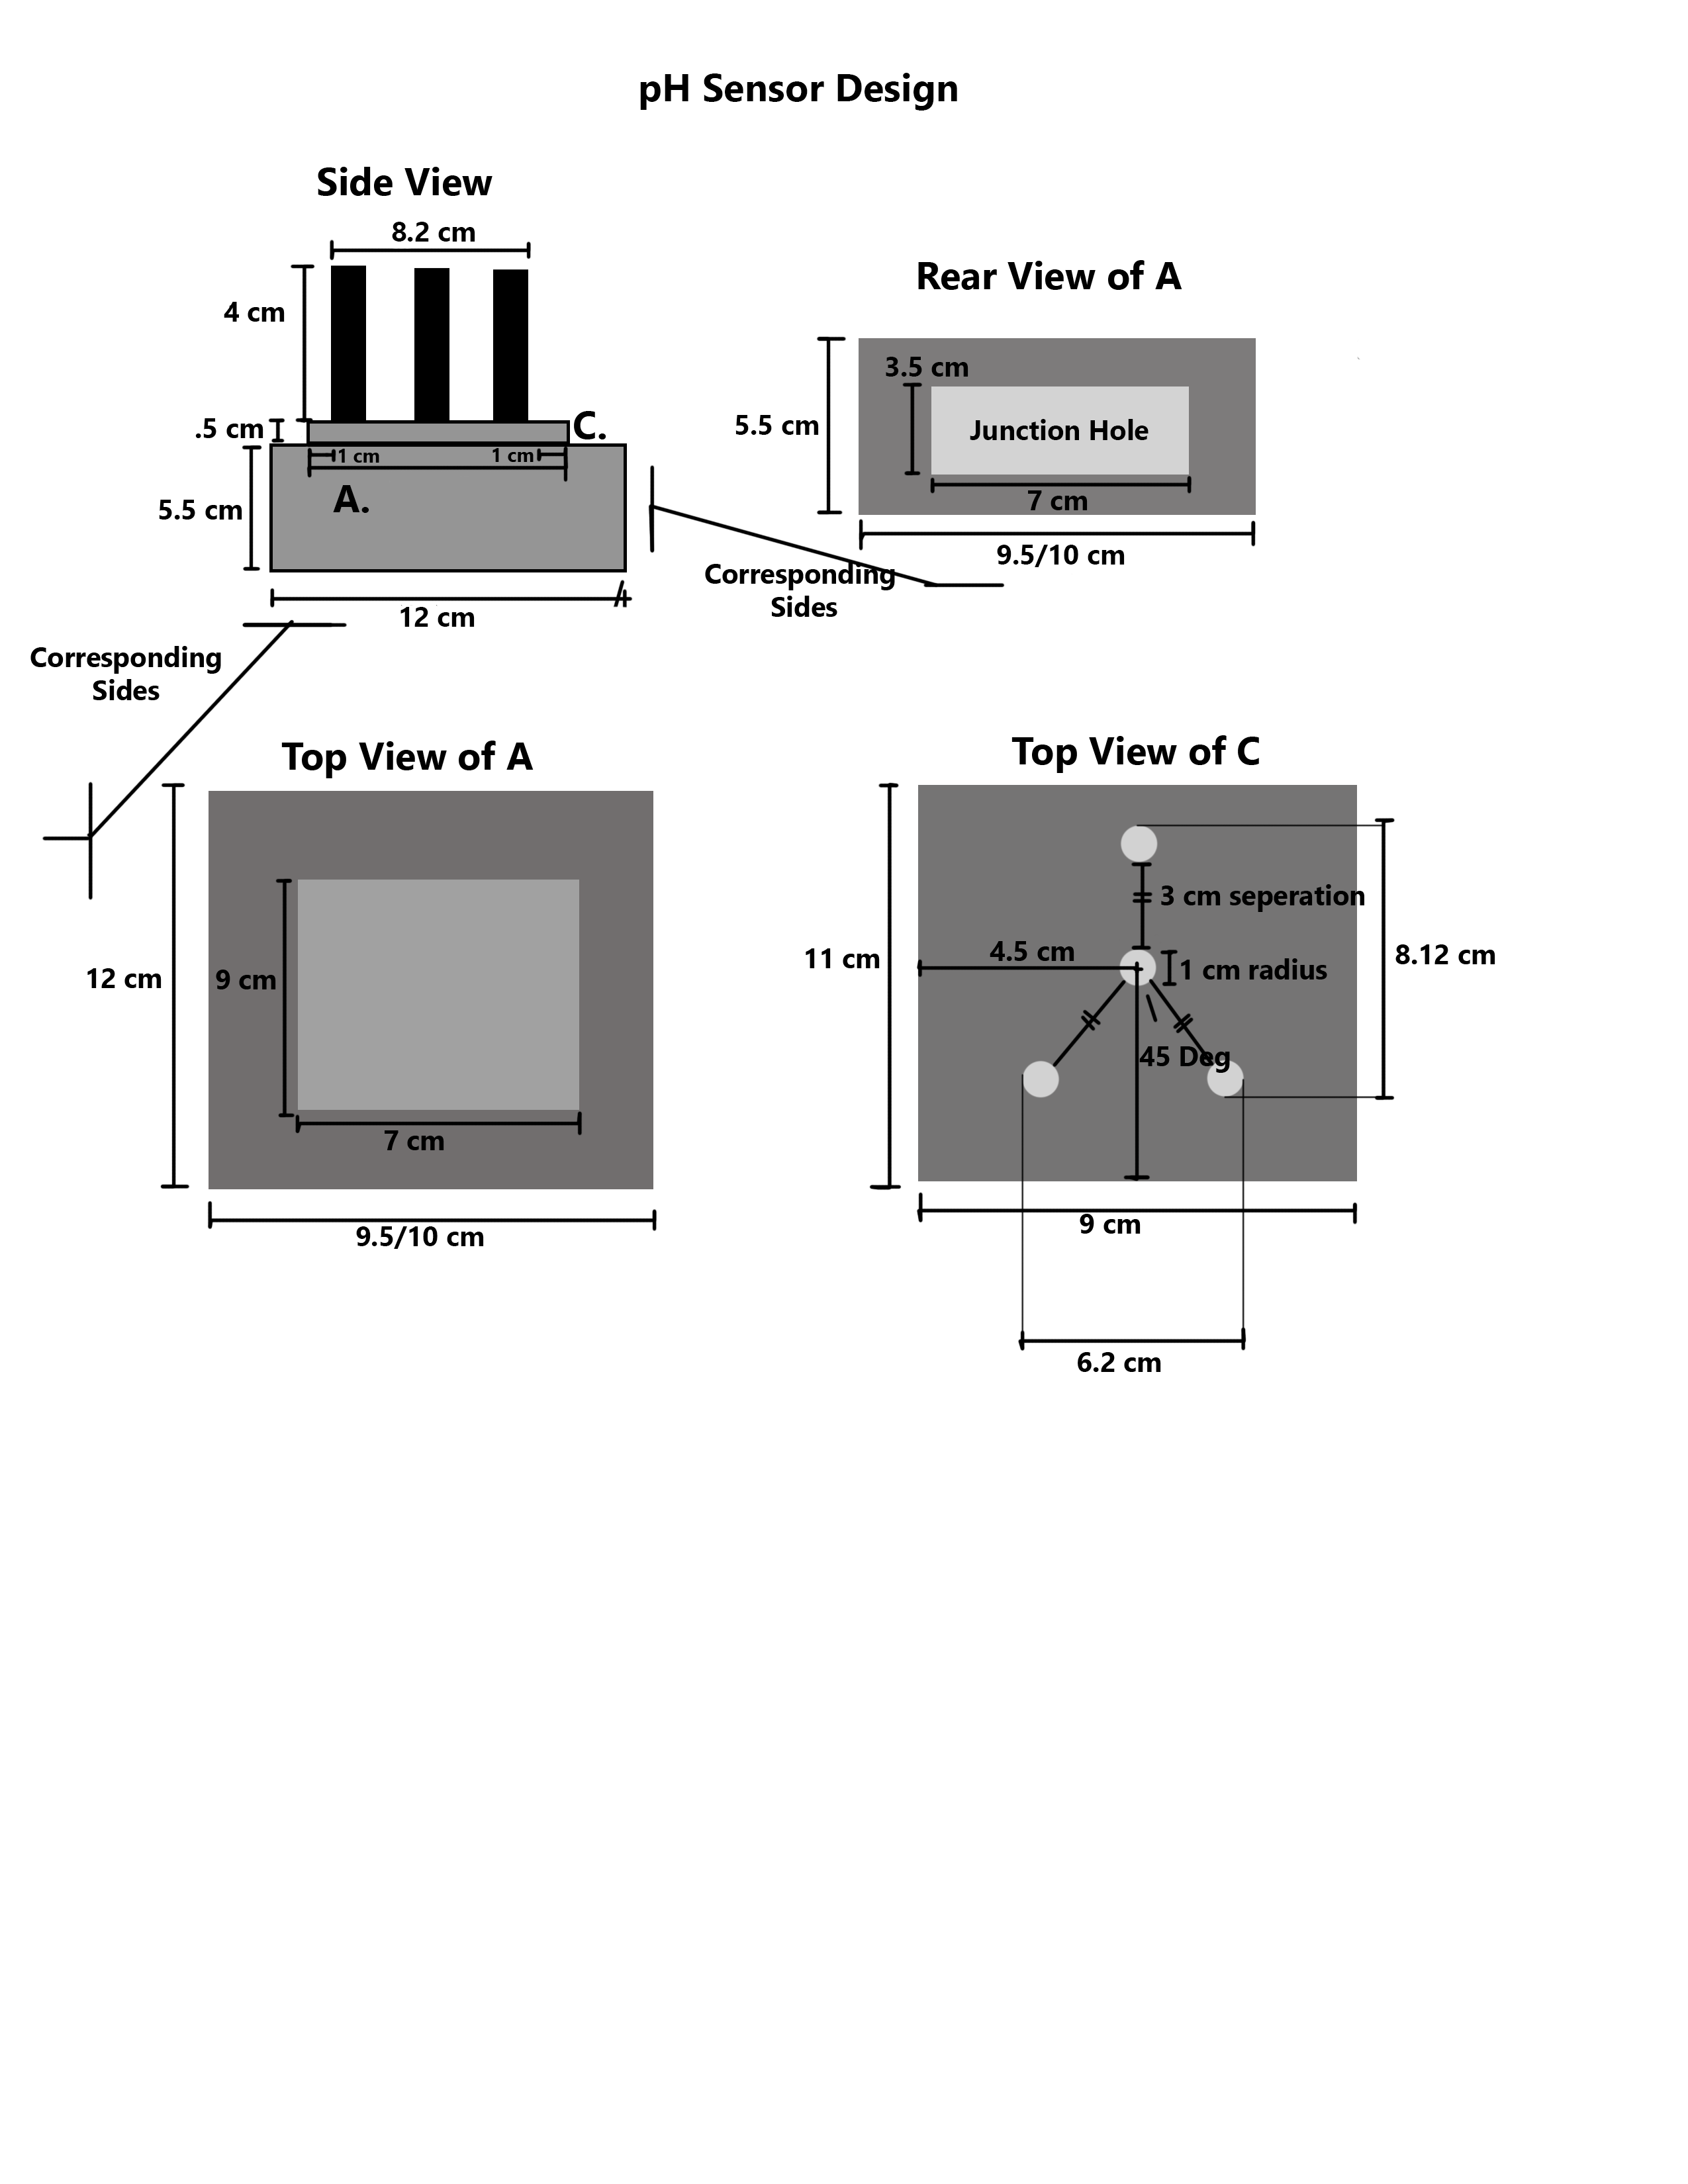 pH Sensor Design
Side View
8.2 cm
4 cm
.5 cm
C.
1 cm
1 cm
A.
5.5 cm
12 cm
Rear View of A
3.5 cm
5.5 cm
Junction Hole
7 cm
9.5/10 cm
Corresponding
Sides
Corresponding
Sides
Top View of A
12 cm
9 cm
7 cm
9.5/10 cm
Top View of C
3 cm seperation
11 cm
4.5 cm
1 cm radius
8.12 cm
45 Deg
9 cm
6.2 cm